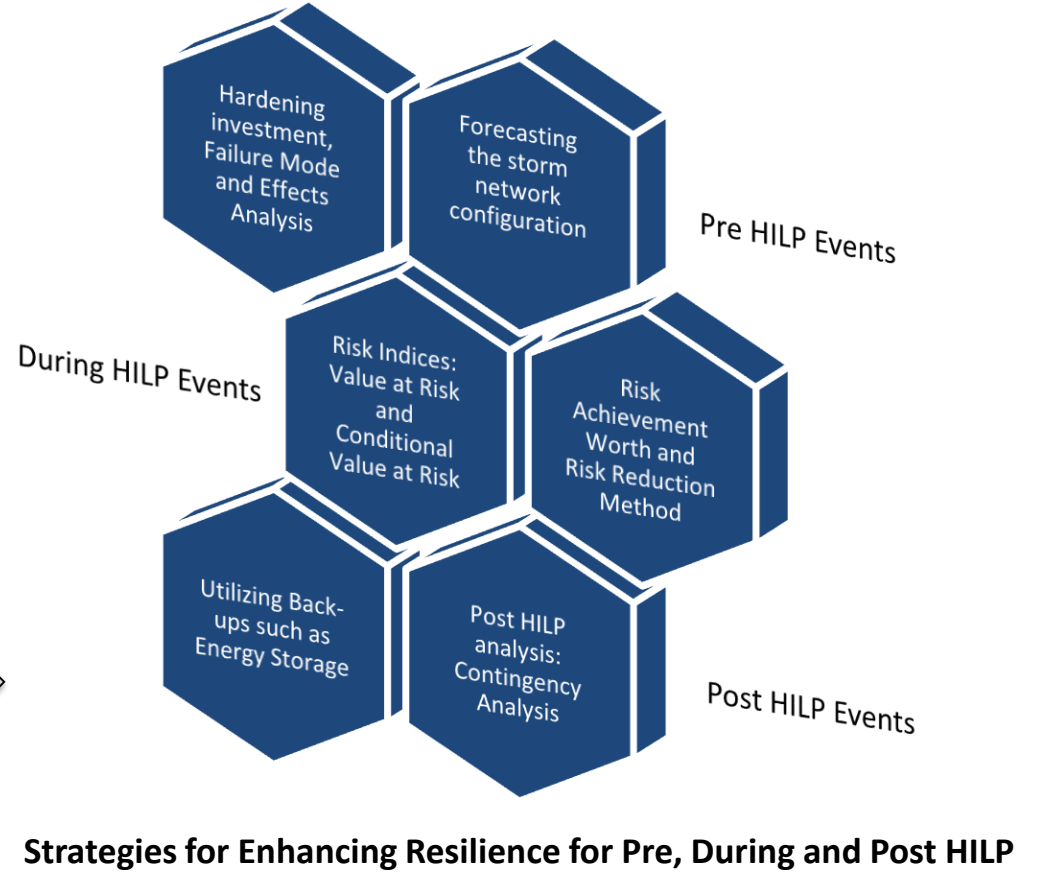 Hardening
investment,
Failure Mode
and Effects
Analysis
Forecasting
the storm
network
configuration
Pre HILP Events
During HILP Events
Risk Indices:
Value at Risk
and
Conditional
Value at Risk
Risk
Achievement
Worth and
Risk Reduction
Method
Utilizing Back-
ups such as
Energy Storage
Post HILP
analysis:
Contingency
Analysis
Post HILP Events
Strategies for Enhancing Resilience for Pre, During and Post HILP